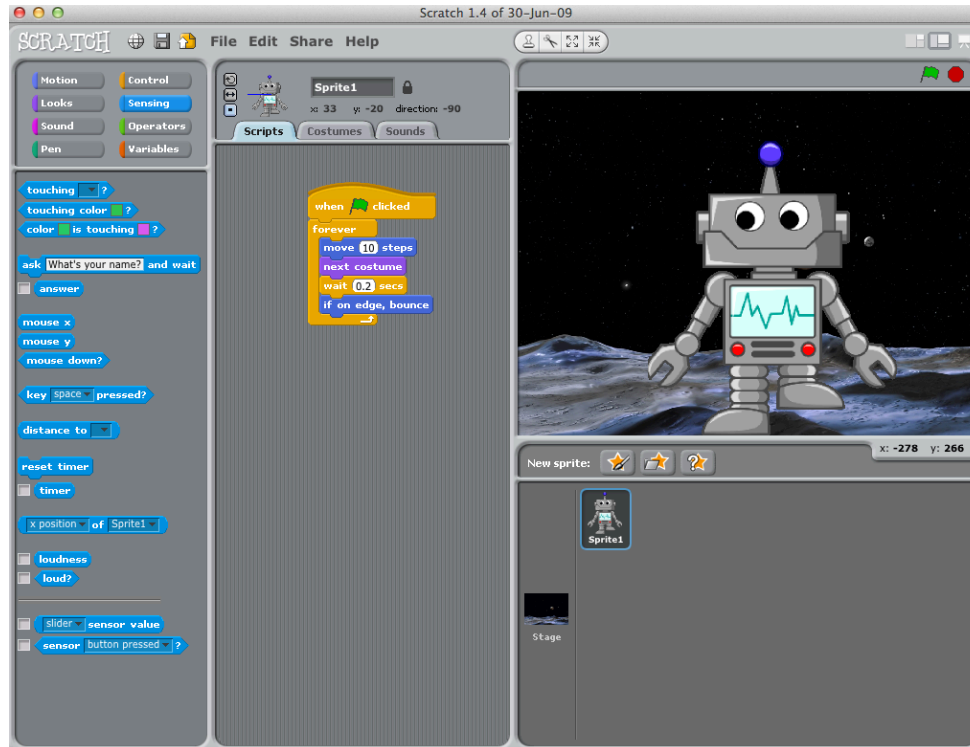 Scratch 1.4 of 30-Jun-09
SCRATCH File Edit Share Help
Motion Control
Looks Sensing
Sound Operators
Pen Variables
touching ?
touching color ?
color is touching ?
ask What's your name? and wait
answer
mouse x
mouse y
mouse down?
key space pressed?
distance to
reset timer
timer
x position of Sprite1
loudness
loud?
slider sensor value
sensor button pressed ?
Sprite1
x: 33 y: -20 direction: -90
Scripts Costumes Sounds
when clicked
forever
move 10 steps
next costume
wait 0.2 secs
if on edge, bounce
x: -278 y: 266
New sprite:
Sprite1
Stage